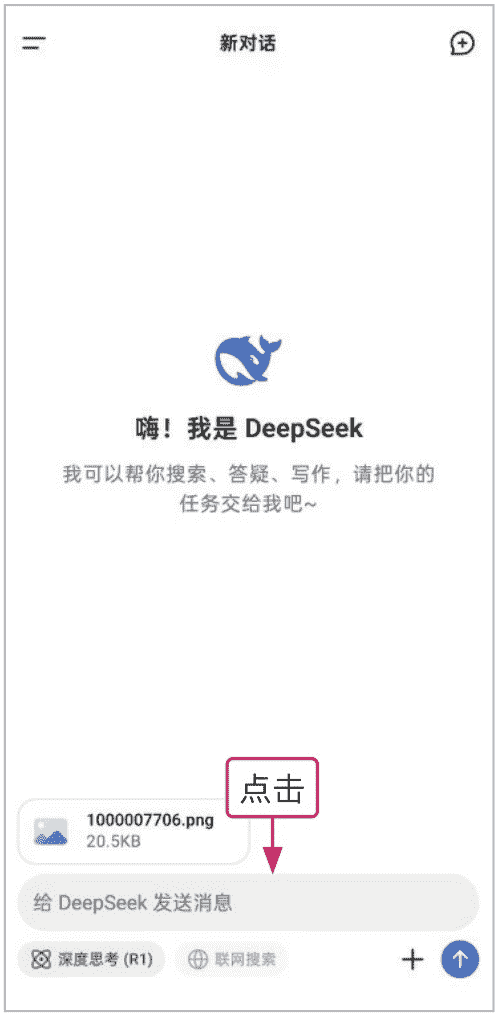 新对话
嗨！我是 DeepSeek
我可以帮你搜索、答疑、写作，请把你的
任务交给我吧~
点击
1000007706.png
20.5KB
给 DeepSeek 发送消息
深度思考 (R1)
联网搜索